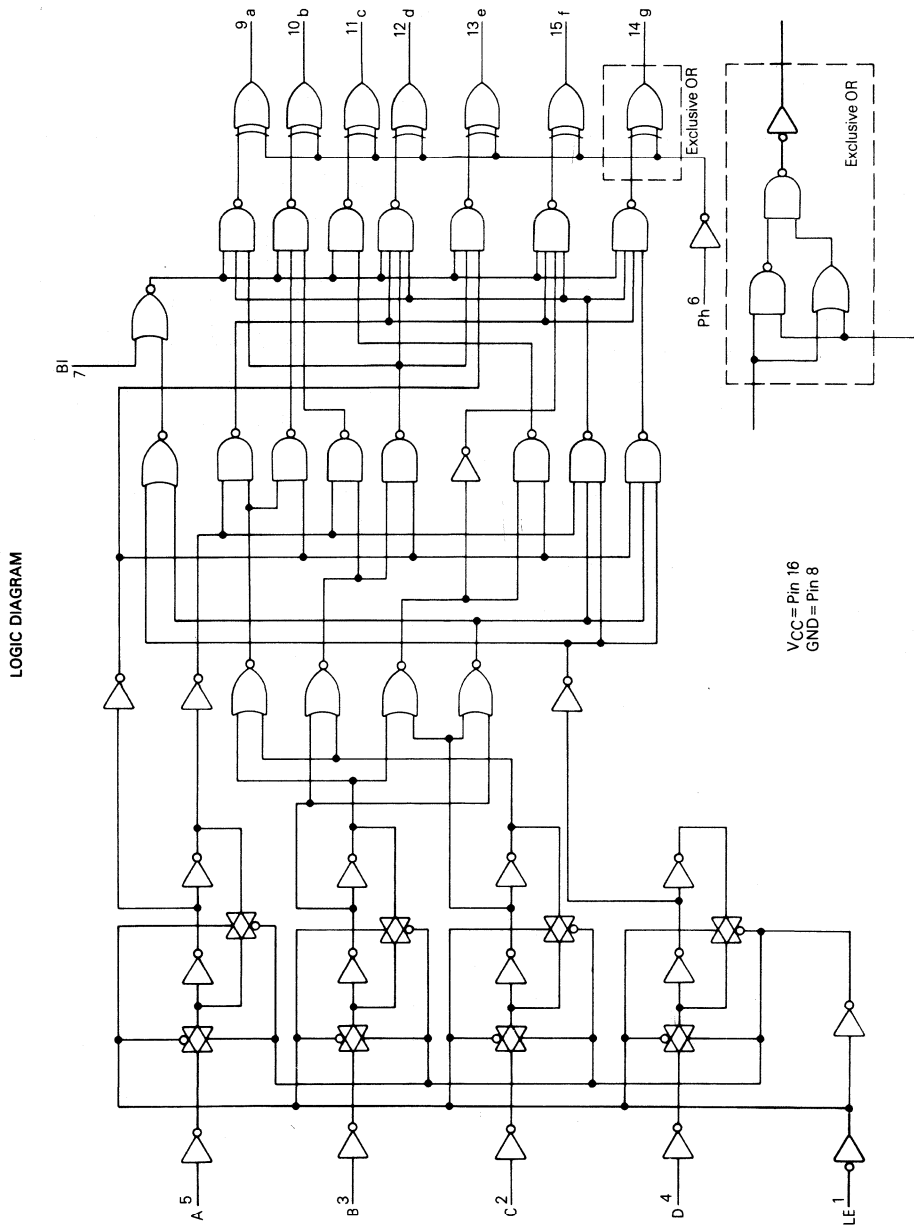 LOGIC DIAGRAM
BI
7
9 a
10 b
11 c
12 d
13 e
15 f
14 g
Exclusive OR
Ph 6
Exclusive OR
A 5
B 3
C 2
D 4
LE 1
VCC = Pin 16
GND = Pin 8